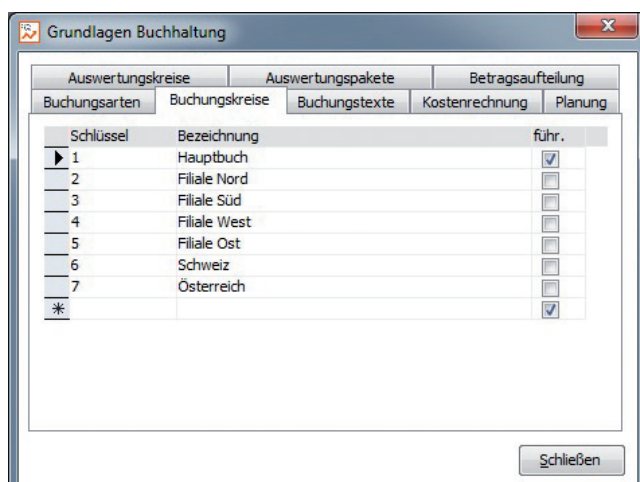 Grundlagen Buchhaltung
Auswertungskreise Auswertungspakete Betragsaufteilung
Buchungsarten Buchungskreise Buchungstexte Kostenrechnung Planung
Schlüssel Bezeichnung führ.
1 Hauptbuch
2 Filiale Nord
3 Filiale Süd
4 Filiale West
5 Filiale Ost
6 Schweiz
7 Österreich
Schließen